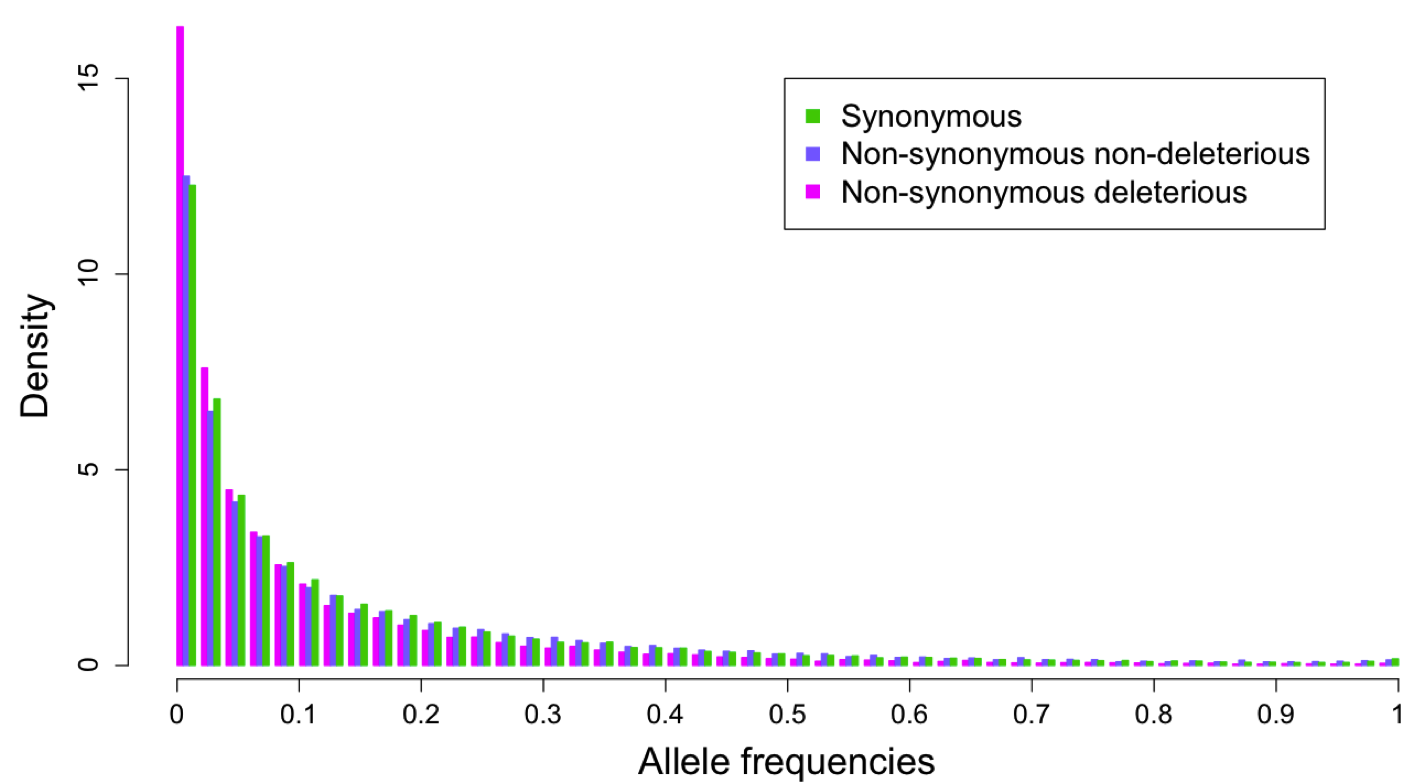 Density
15
10
5
0
Synonymous
Non-synonymous non-deleterious
Non-synonymous deleterious
0 0.1 0.2 0.3 0.4 0.5 0.6 0.7 0.8 0.9 1
Allele frequencies